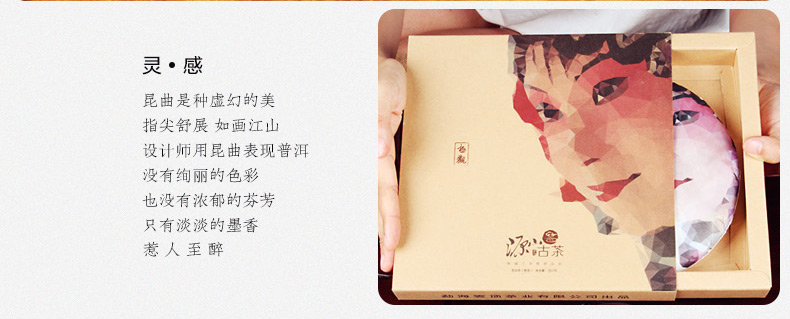 灵•感
昆曲是种虚幻的美
指尖舒展 如画江山
设计师用昆曲表现普洱
没有绚丽的色彩
也没有浓郁的芬芳
只有淡淡的墨香
惹人至醉
源
古茶